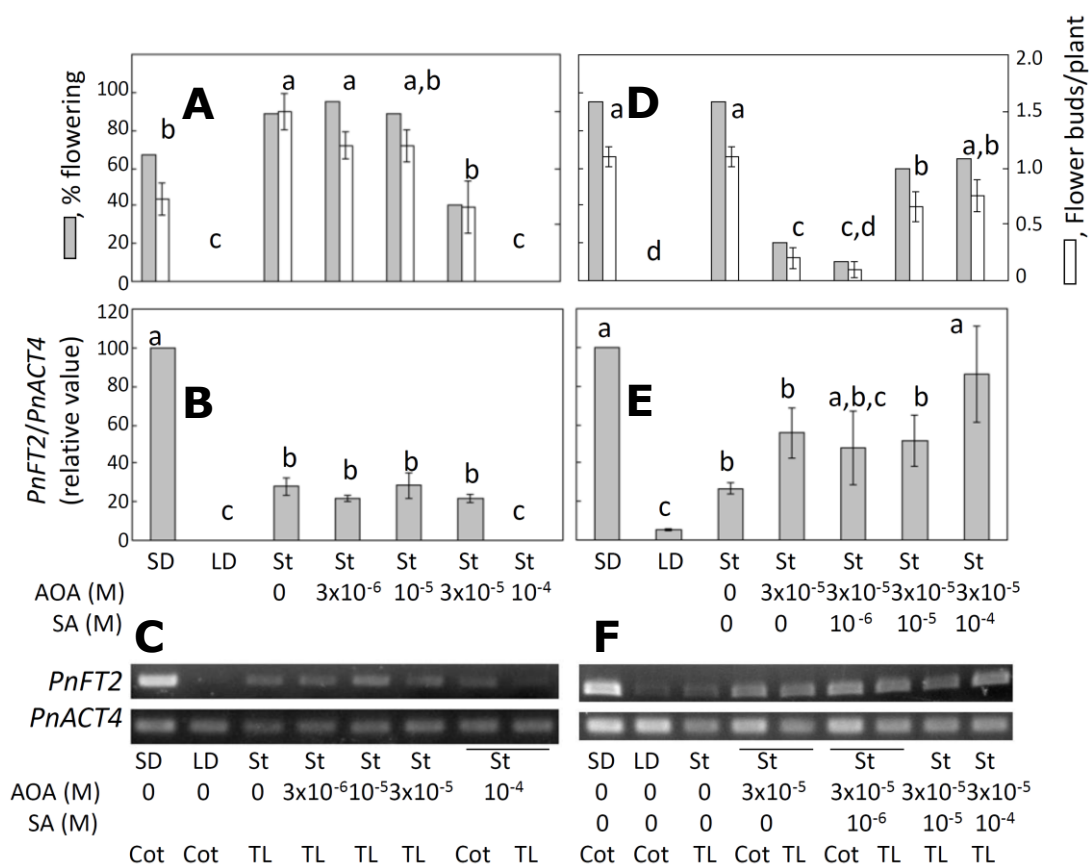 A
D
% flowering
100
80
60
40
20
0
b
c
a
a
a,b
b
c
a
d
a
c
c,d
b
a,b
2.0
1.5
1.0
0.5
0
, Flower buds/plant
PnFT2/PnACT4
(relative value)
120
100
80
60
40
20
0
B
a
c
b
b
b
b
c
E
a
c
b
b
a,b,c
b
a
SD LD St St St St St SD LD St St St St St
AOA (M) 0 3x10⁻⁶ 10⁻⁵ 3x10⁻⁵ 10⁻⁴ 0 3x10⁻⁵ 3x10⁻⁵ 3x10⁻⁵ 3x10⁻⁵
SA (M) 0 0 10⁻⁶ 10⁻⁵ 10⁻⁴
C
F
PnFT2
PnACT4
SD LD St St St St St SD LD St St St St St
AOA (M) 0 0 0 3x10⁻⁶ 10⁻⁵ 3x10⁻⁵ 10⁻⁴ 0 0 0 3x10⁻⁵ 3x10⁻⁵ 3x10⁻⁵ 3x10⁻⁵
SA (M) 0 0 0 0 10⁻⁶ 10⁻⁵ 10⁻⁴
Cot Cot TL TL TL TL Cot TL Cot Cot TL Cot TL Cot TL TL TL